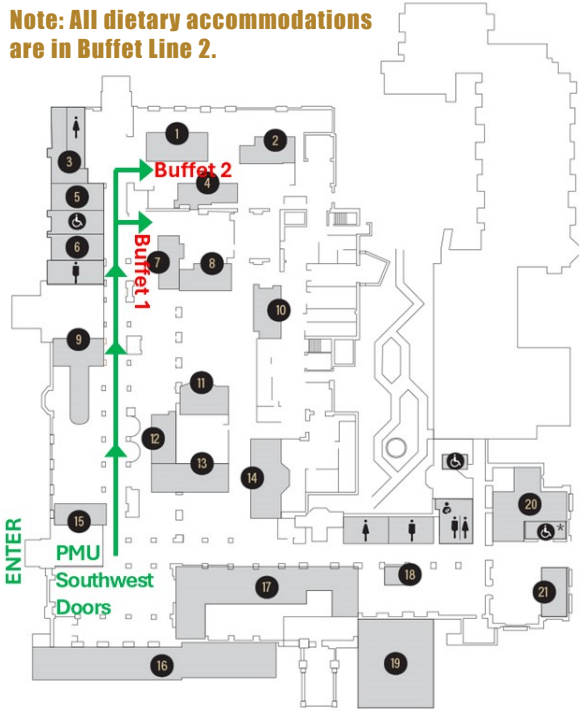 Note: All dietary accommodations
are in Buffet Line 2.
1
2
3
Buffet 2
4
5
6
Buffet 1
7
8
9
10
11
12
13
14
15
ENTER
PMU
Southwest
Doors
16
17
18
19
20
*
21